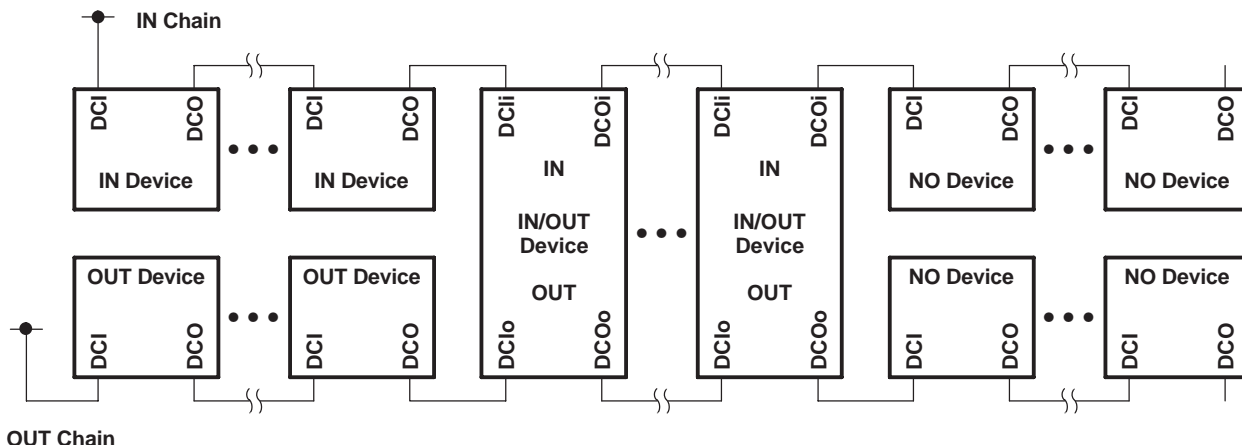 IN Chain
DCI DCO DCI DCO DCIi DCOi DCIi DCOi DCI DCO DCI DCO
IN Device IN Device IN IN NO Device NO Device
IN/OUT IN/OUT
Device Device
OUT Device OUT Device OUT OUT NO Device NO Device
DCI DCO DCI DCO DCIo DCOo DCIo DCOo DCI DCO DCI DCO
OUT Chain